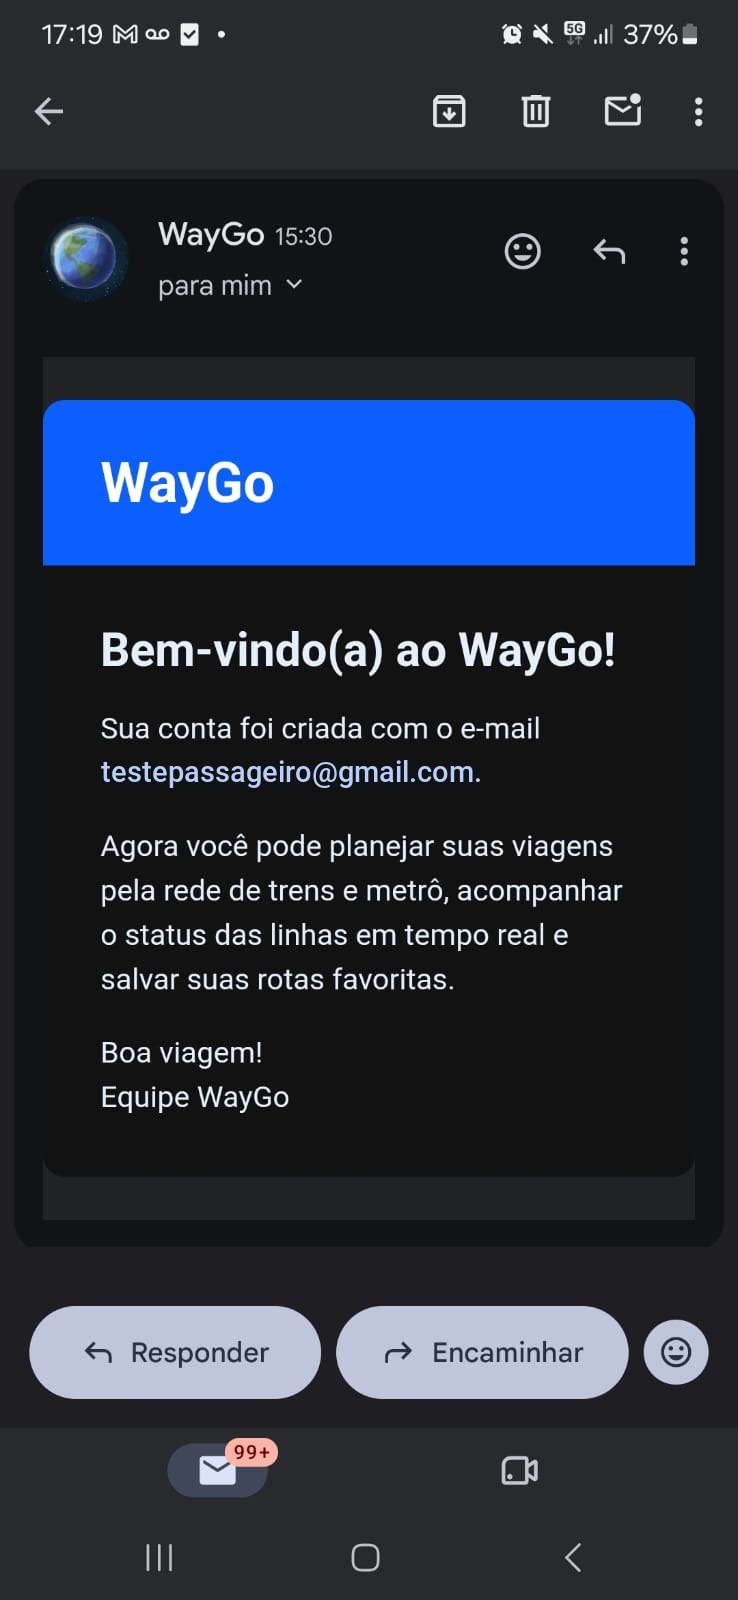 17:19
5G
37%
WayGo 15:30
para mim
WayGo
Bem-vindo(a) ao WayGo!
Sua conta foi criada com o e-mail
testepassageiro@gmail.com.
Agora você pode planejar suas viagens
pela rede de trens e metrô, acompanhar
o status das linhas em tempo real e
salvar suas rotas favoritas.
Boa viagem!
Equipe WayGo
Responder
Encaminhar
99+